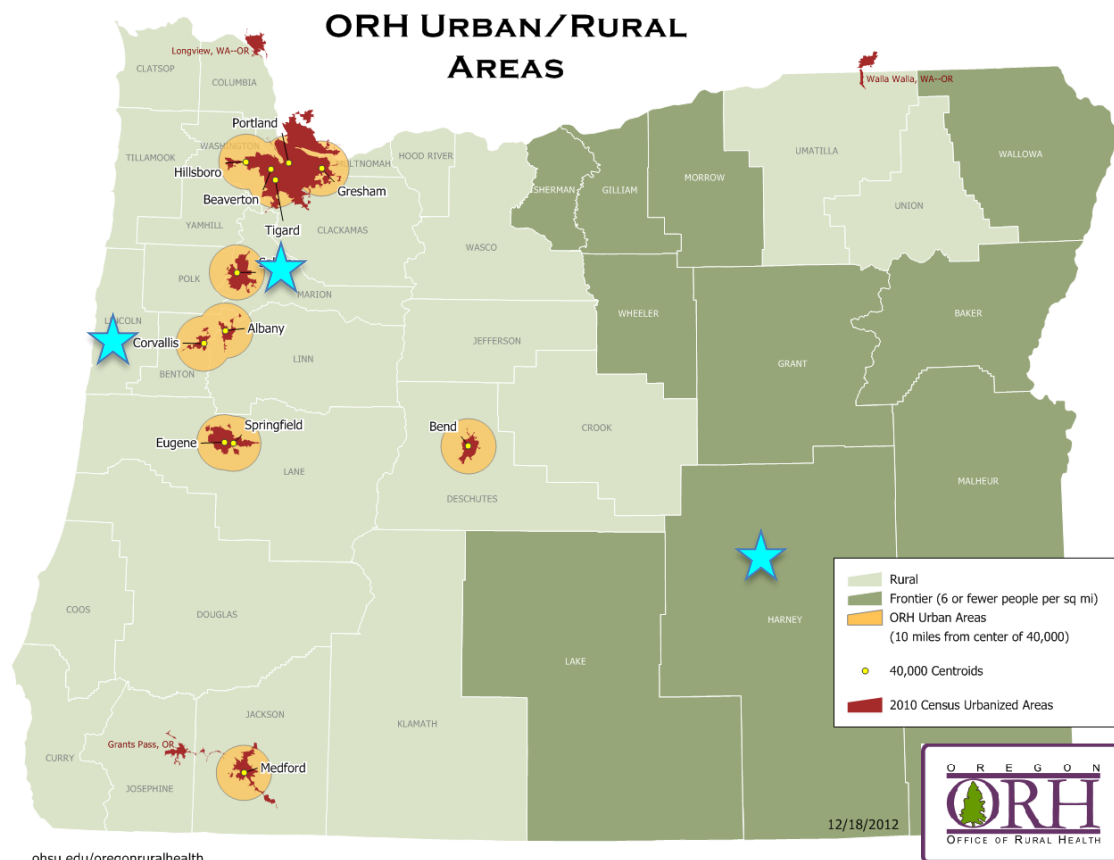 ORH URBAN/RURAL
AREAS
Longview, WA--OR
CLATSOP
COLUMBIA
Walla Walla, WA--OR
Portland
WASHINGTON
TILLAMOOK
HOOD RIVER
UMATILLA
WALLOWA
Hillsboro
MORROW
SHERMAN
GILLIAM
Beaverton
Gresham
UNION
YAMHILL
Tigard
CLACKAMAS
WASCO
POLK
MARION
LINCOLN
WHEELER
BAKER
Albany
Corvallis
JEFFERSON
LINN
GRANT
BENTON
Springfield
Eugene
Bend
CROOK
LANE
MALHEUR
DESCHUTES
Rural
Frontier (6 or fewer people per sq mi)
ORH Urban Areas
(10 miles from center of 40,000)
40,000 Centroids
2010 Census Urbanized Areas
COOS
DOUGLAS
HARNEY
LAKE
JACKSON
KLAMATH
Grants Pass, OR
CURRY
Medford
JOSEPHINE
12/18/2012
OREGON
ORH
OFFICE OF RURAL HEALTH
ohsu.edu/oregonruralhealth